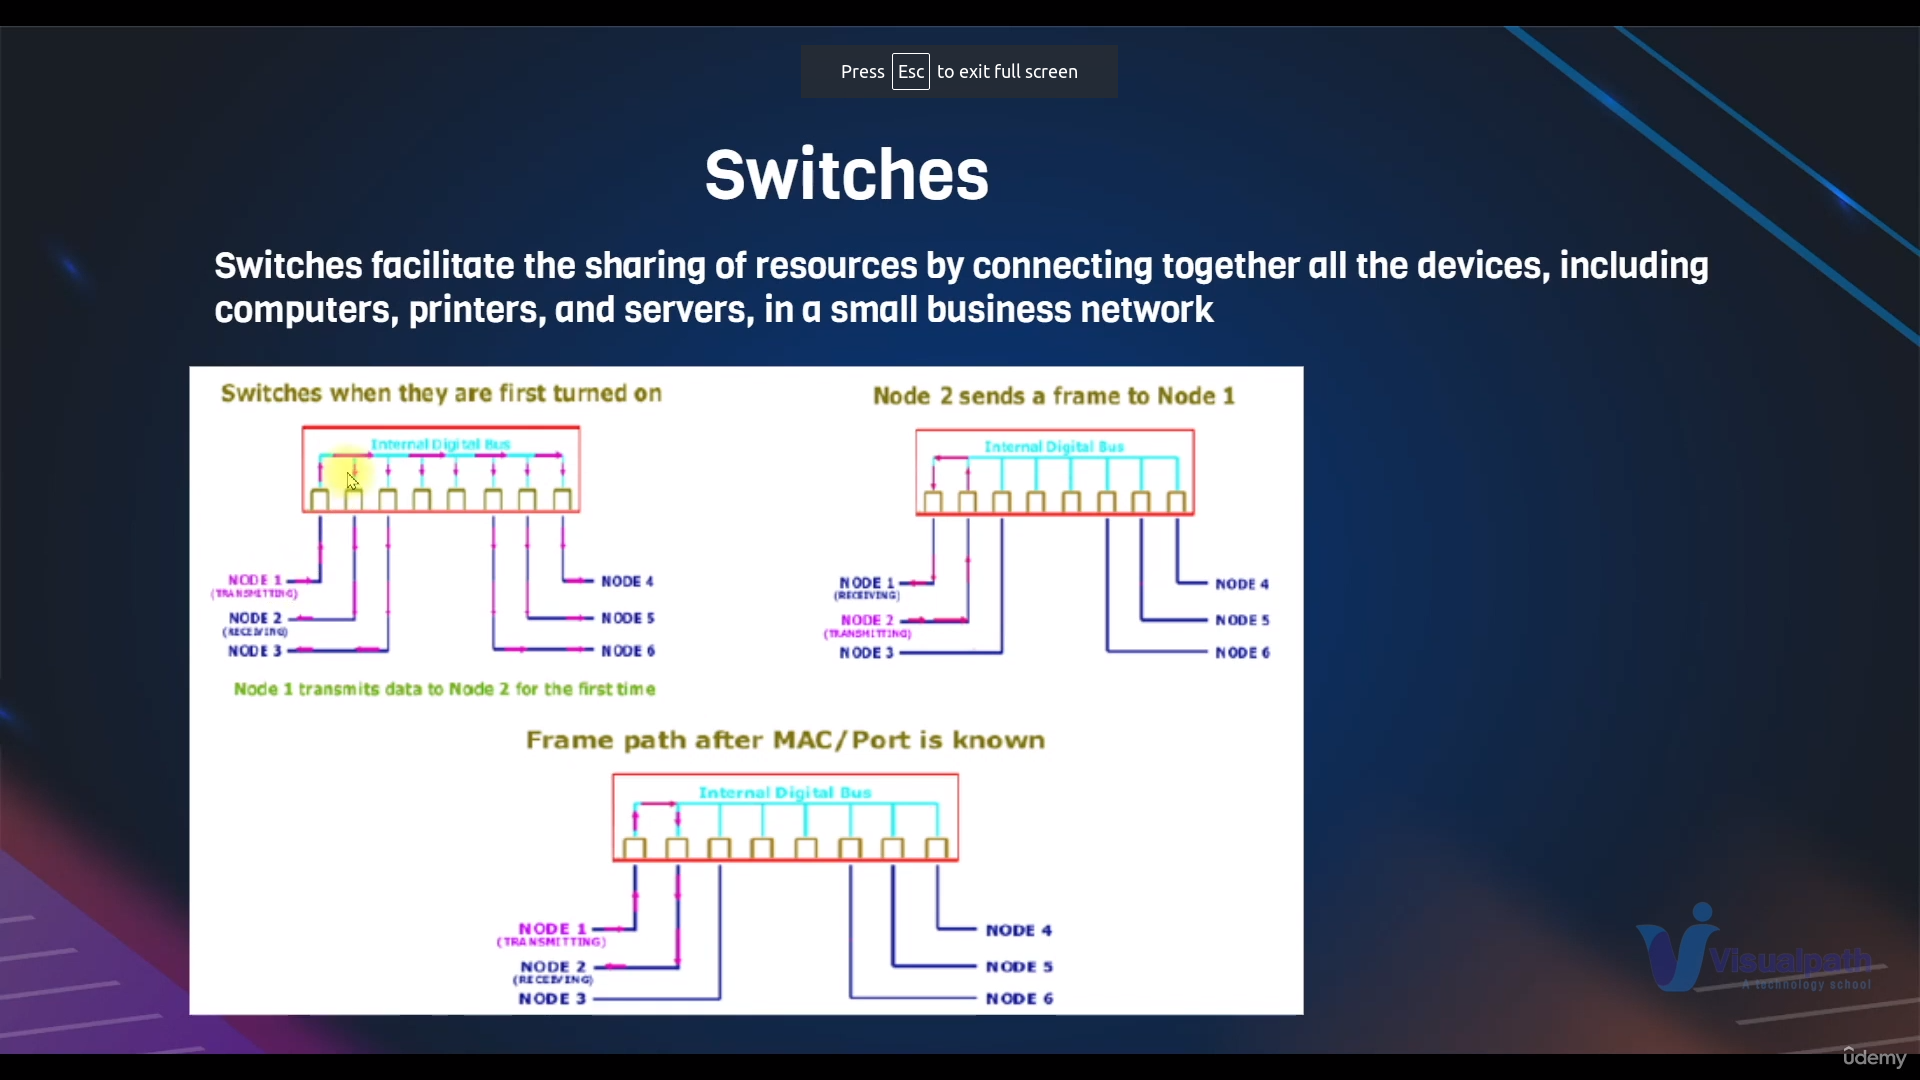 Press Esc to exit full screen
Switches
Switches facilitate the sharing of resources by connecting together all the devices, including
computers, printers, and servers, in a small business network
Switches when they are first turned on
Internal Digital Bus
NODE 1
(TRANSMITTING)
NODE 2
(RECEIVING)
NODE 3
NODE 4
NODE 5
NODE 6
Node 1 transmits data to Node 2 for the first time
Node 2 sends a frame to Node 1
Internal Digital Bus
NODE 1
(RECEIVING)
NODE 2
(TRANSMITTING)
NODE 3
NODE 4
NODE 5
NODE 6
Frame path after MAC/Port is known
Internal Digital Bus
NODE 1
(TRANSMITTING)
NODE 2
(RECEIVING)
NODE 3
NODE 4
NODE 5
NODE 6
Visualpath
A technology school
ûdemy